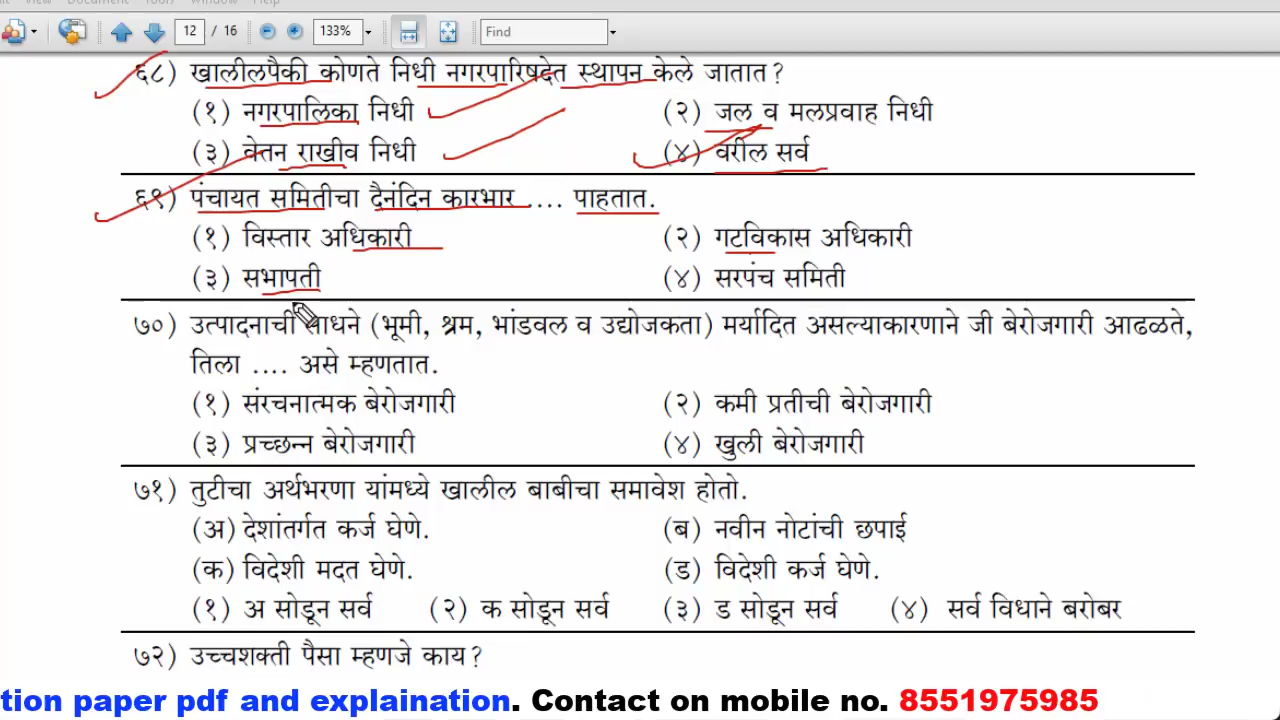 12 / 16
133%
Find
६८) खालीलपैकी कोणते निधी नगरपारिषदेत स्थापन केले जातात?
(१) नगरपालिका निधी (२) जल व मलप्रवाह निधी
(३) वेतन राखीव निधी (४) वरील सर्व
६९) पंचायत समितीचा दैनंदिन कारभार .... पाहतात.
(१) विस्तार अधिकारी (२) गटविकास अधिकारी
(३) सभापती (४) सरपंच समिती
७०) उत्पादनाची साधने (भूमी, श्रम, भांडवल व उद्योजकता) मर्यादित असल्याकारणाने जी बेरोजगारी आढळते,
तिला .... असे म्हणतात.
(१) संरचनात्मक बेरोजगारी (२) कमी प्रतीची बेरोजगारी
(३) प्रच्छन्न बेरोजगारी (४) खुली बेरोजगारी
७१) तुटीचा अर्थभरणा यांमध्ये खालील बाबीचा समावेश होतो.
(अ) देशांतर्गत कर्ज घेणे. (ब) नवीन नोटांची छपाई
(क) विदेशी मदत घेणे. (ड) विदेशी कर्ज घेणे.
(१) अ सोडून सर्व (२) क सोडून सर्व (३) ड सोडून सर्व (४) सर्व विधाने बरोबर
७२) उच्चशक्ती पैसा म्हणजे काय?
tion paper pdf and explaination. Contact on mobile no. 8551975985